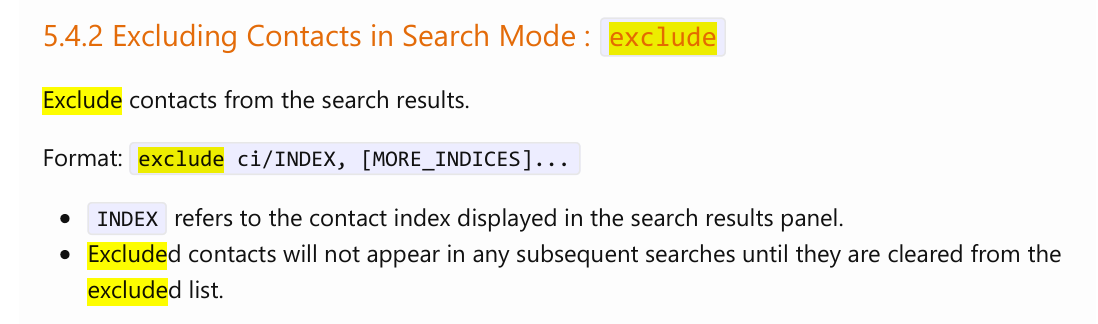 5.4.2 Excluding Contacts in Search Mode : exclude
Exclude contacts from the search results.
Format: exclude ci/INDEX, [MORE_INDICES]...
• INDEX refers to the contact index displayed in the search results panel.
• Excluded contacts will not appear in any subsequent searches until they are cleared from the
excluded list.